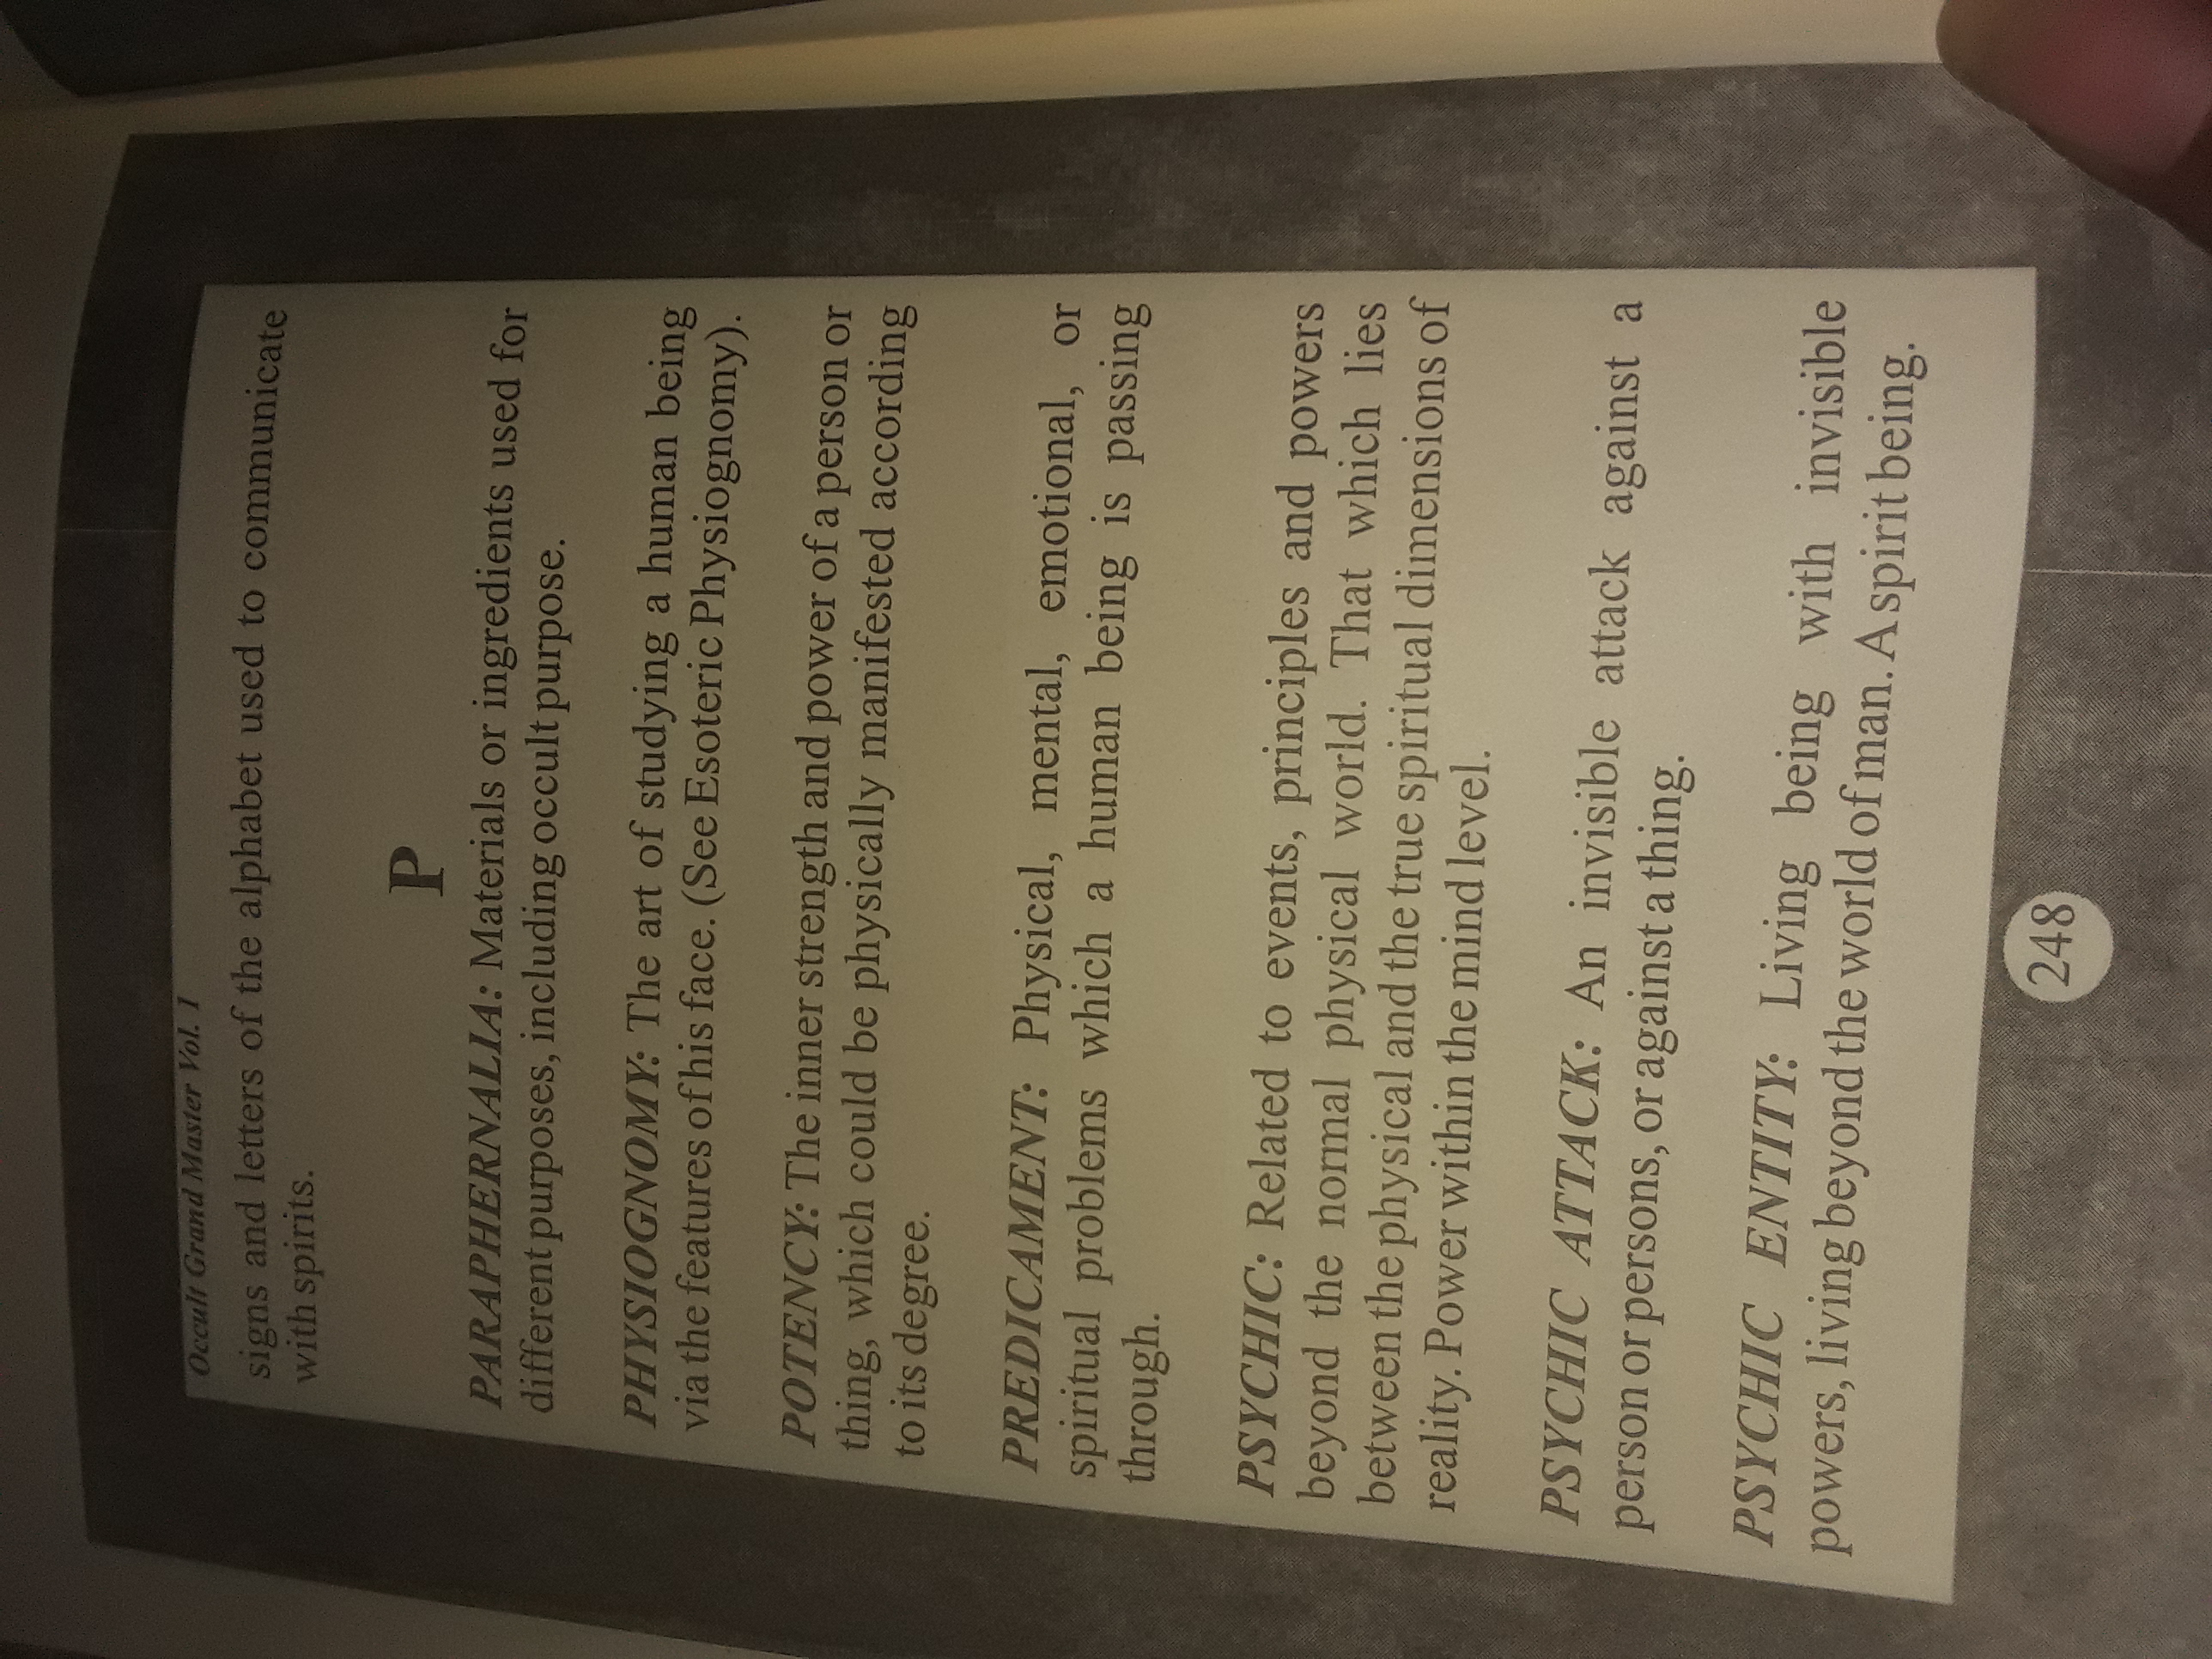 Occult Grand Master Vol. 1
signs and letters of the alphabet used to communicate
with spirits.
P
PARAPHERNALIA: Materials or ingredients used for
different purposes, including occult purpose.
PHYSIOGNOMY: The art of studying a human being
via the features of his face. (See Esoteric Physiognomy).
POTENCY: The inner strength and power of a person or
thing, which could be physically manifested according
to its degree.
PREDICAMENT: Physical, mental, emotional, or
spiritual problems which a human being is passing
through.
PSYCHIC: Related to events, principles and powers
beyond the normal physical world. That which lies
between the physical and the true spiritual dimensions of
reality. Power within the mind level.
PSYCHIC ATTACK: An invisible attack against a
person or persons, or against a thing.
PSYCHIC ENTITY: Living being with invisible
powers, living beyond the world of man. A spirit being.
248